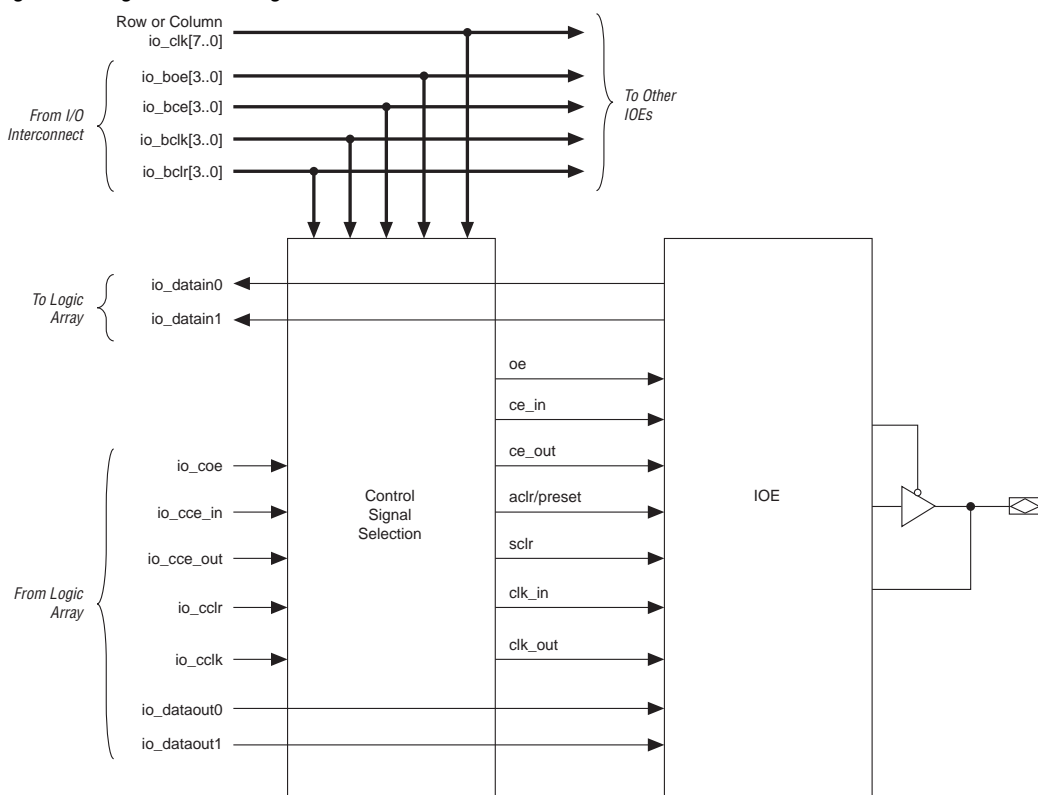 Row or Column
io_clk[7..0]
io_boe[3..0]
From I/O
Interconnect
io_bce[3..0]
io_bclk[3..0]
io_bclr[3..0]
To Other
IOEs
io_datain0
To Logic
Array
io_datain1
oe
ce_in
ce_out
io_coe
aclr/preset
io_cce_in
Control
Signal
Selection
IOE
sclr
io_cce_out
From Logic
Array
clk_in
io_cclr
clk_out
io_cclk
io_dataout0
io_dataout1